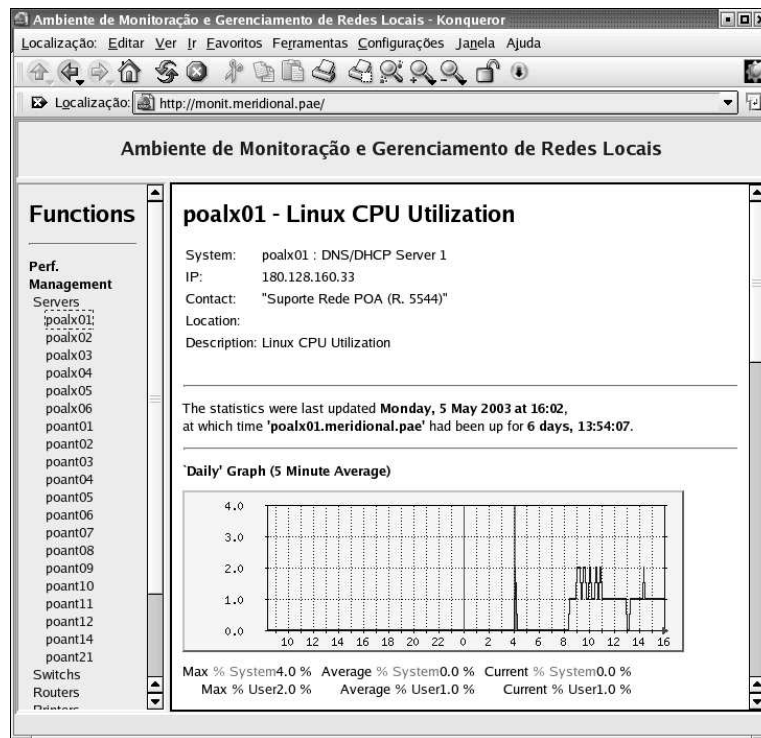 Ambiente de Monitoração e Gerenciamento de Redes Locais - Konqueror
Localização: Editar Ver Ir Favoritos Ferramentas Configurações Janela Ajuda
Localização: http://monit.meridional.pae/
Ambiente de Monitoração e Gerenciamento de Redes Locais
Functions
Perf.
Management
Servers
poalx01
poalx02
poalx03
poalx04
poalx05
poalx06
poant01
poant02
poant03
poant04
poant05
poant06
poant07
poant08
poant09
poant10
poant11
poant12
poant14
poant21
Switchs
Routers
Printers
poalx01 - Linux CPU Utilization
System: poalx01 : DNS/DHCP Server 1
IP: 180.128.160.33
Contact: "Suporte Rede POA (R. 5544)"
Location:
Description: Linux CPU Utilization
The statistics were last updated Monday, 5 May 2003 at 16:02,
at which time 'poalx01.meridional.pae' had been up for 6 days, 13:54:07.
`Daily' Graph (5 Minute Average)
4.0
3.0
2.0
1.0
0.0
10 12 14 16 18 20 22 0 2 4 6 8 10 12 14 16
Max % System4.0 % Average % System0.0 % Current % System0.0 %
Max % User2.0 % Average % User1.0 % Current % User1.0 %